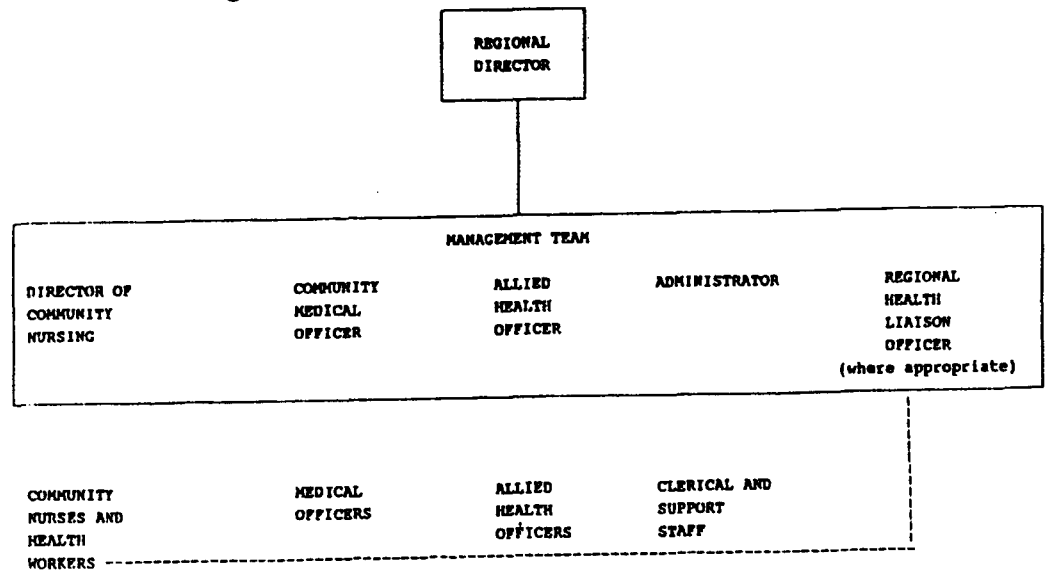 REGIONAL
DIRECTOR
MANAGEMENT TEAM
DIRECTOR OF
COMMUNITY
NURSING
COMMUNITY
MEDICAL
OFFICER
ALLIED
HEALTH
OFFICER
ADMINISTRATOR
REGIONAL
HEALTH
LIAISON
OFFICER
(where appropriate)
COMMUNITY
NURSES AND
HEALTH
WORKERS
MEDICAL
OFFICERS
ALLIED
HEALTH
OFFICERS
CLERICAL AND
SUPPORT
STAFF